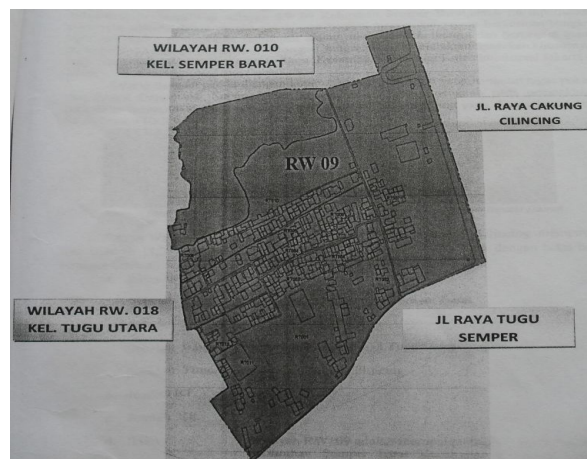 WILAYAH RW. 010
KEL. SEMPER BARAT
JL. RAYA CAKUNG
CILINCING
RW 09
WILAYAH RW. 018
KEL. TUGU UTARA
JL RAYA TUGU
SEMPER